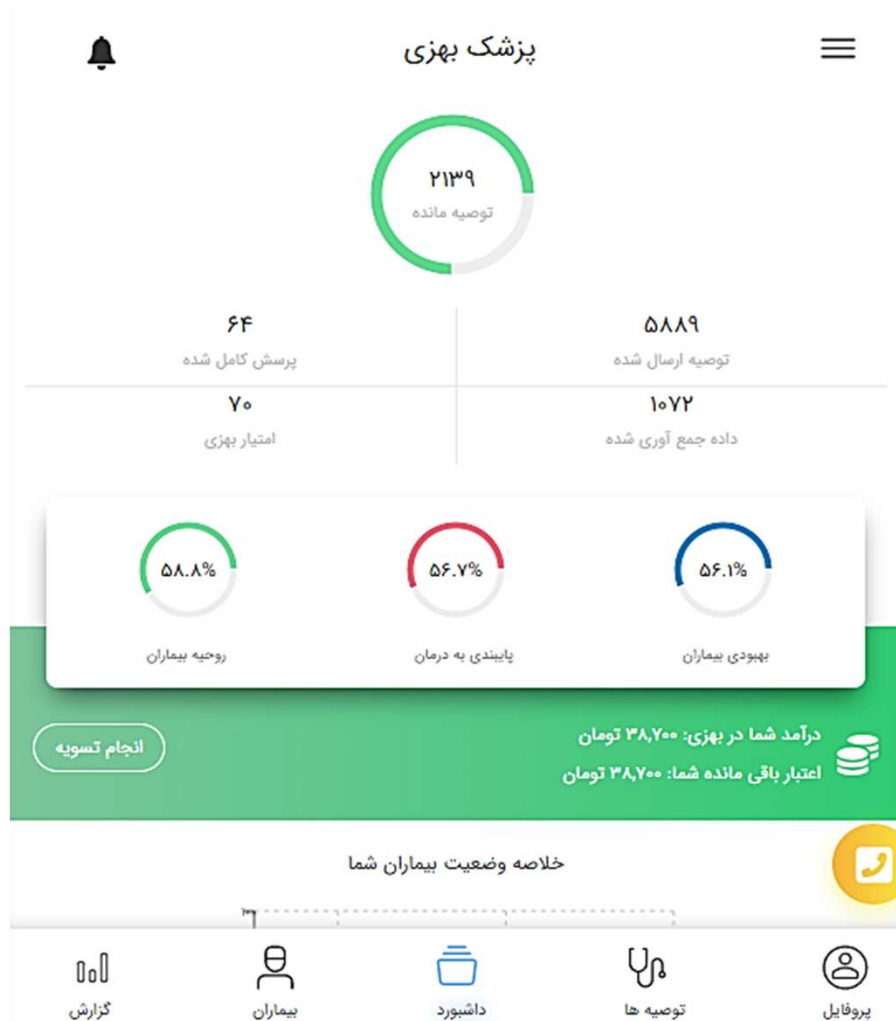 پزشک بهزی
۲۱۳۹
توصیه مانده
۵۸۸۹
توصیه ارسال شده
۶۴
پرسش کامل شده
۱۰۷۲
داده جمع آوری شده
۷۰
امتیاز بهزی
۵۶.۱%
بهبودی بیماران
۵۶.۷%
پایبندی به درمان
۵۸.۸%
روحیه بیماران
درآمد شما در بهزی: ۳۸,۷۰۰ تومان
اعتبار باقی مانده شما: ۳۸,۷۰۰ تومان
انجام تسویه
خلاصه وضعیت بیماران شما
پروفایل
توصیه ها
داشبورد
بیماران
گزارش